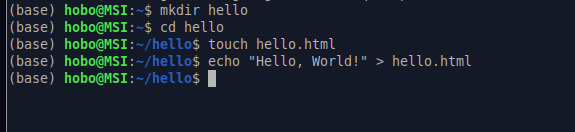 (base) hobo@MSI:~$ mkdir hello
(base) hobo@MSI:~$ cd hello
(base) hobo@MSI:~/hello$ touch hello.html
(base) hobo@MSI:~/hello$ echo "Hello, World!" > hello.html
(base) hobo@MSI:~/hello$